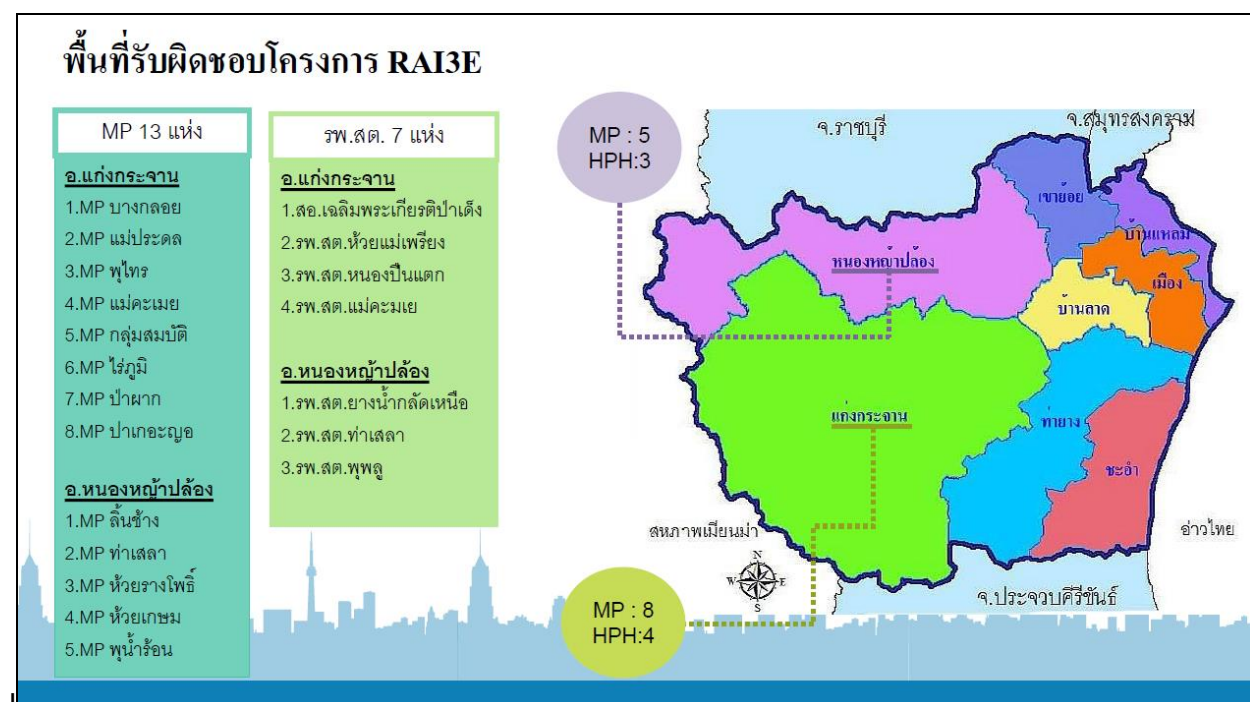 พื้นที่รับผิดชอบโครงการ RAI3E
MP 13 แห่ง
อ.แก่งกระจาน
1.MP บางกลอย
2.MP แม่ประดล
3.MP พุไทร
4.MP แม่คะเมย
5.MP กลุ่มสมบัติ
6.MP ไร่ภูมิ
7.MP ป่าผาก
8.MP ปาเกอะญอ
อ.หนองหญ้าปล้อง
1.MP ลิ้นช้าง
2.MP ท่าเสลา
3.MP ห้วยรางโพธิ์
4.MP ห้วยเกษม
5.MP พุน้ำร้อน
รพ.สต. 7 แห่ง
อ.แก่งกระจาน
1.สอ.เฉลิมพระเกียรติป่าเด็ง
2.รพ.สต.ห้วยแม่เพรียง
3.รพ.สต.หนองปืนแตก
4.รพ.สต.แม่คะมเย
อ.หนองหญ้าปล้อง
1.รพ.สต.ยางน้ำกลัดเหนือ
2.รพ.สต.ท่าเสลา
3.รพ.สต.พุพลู
MP : 5
HPH:3
จ.ราชบุรี
จ.สมุทรสงคราม
เขาย้อย
บ้านแหลม
หนองหญ้าปล้อง
เมือง
บ้านลาด
แก่งกระจาน
ท่ายาง
ชะอำ
สหภาพเมียนม่า
อ่าวไทย
N
W
E
S
จ.ประจวบคีรีขันธ์
MP : 8
HPH:4